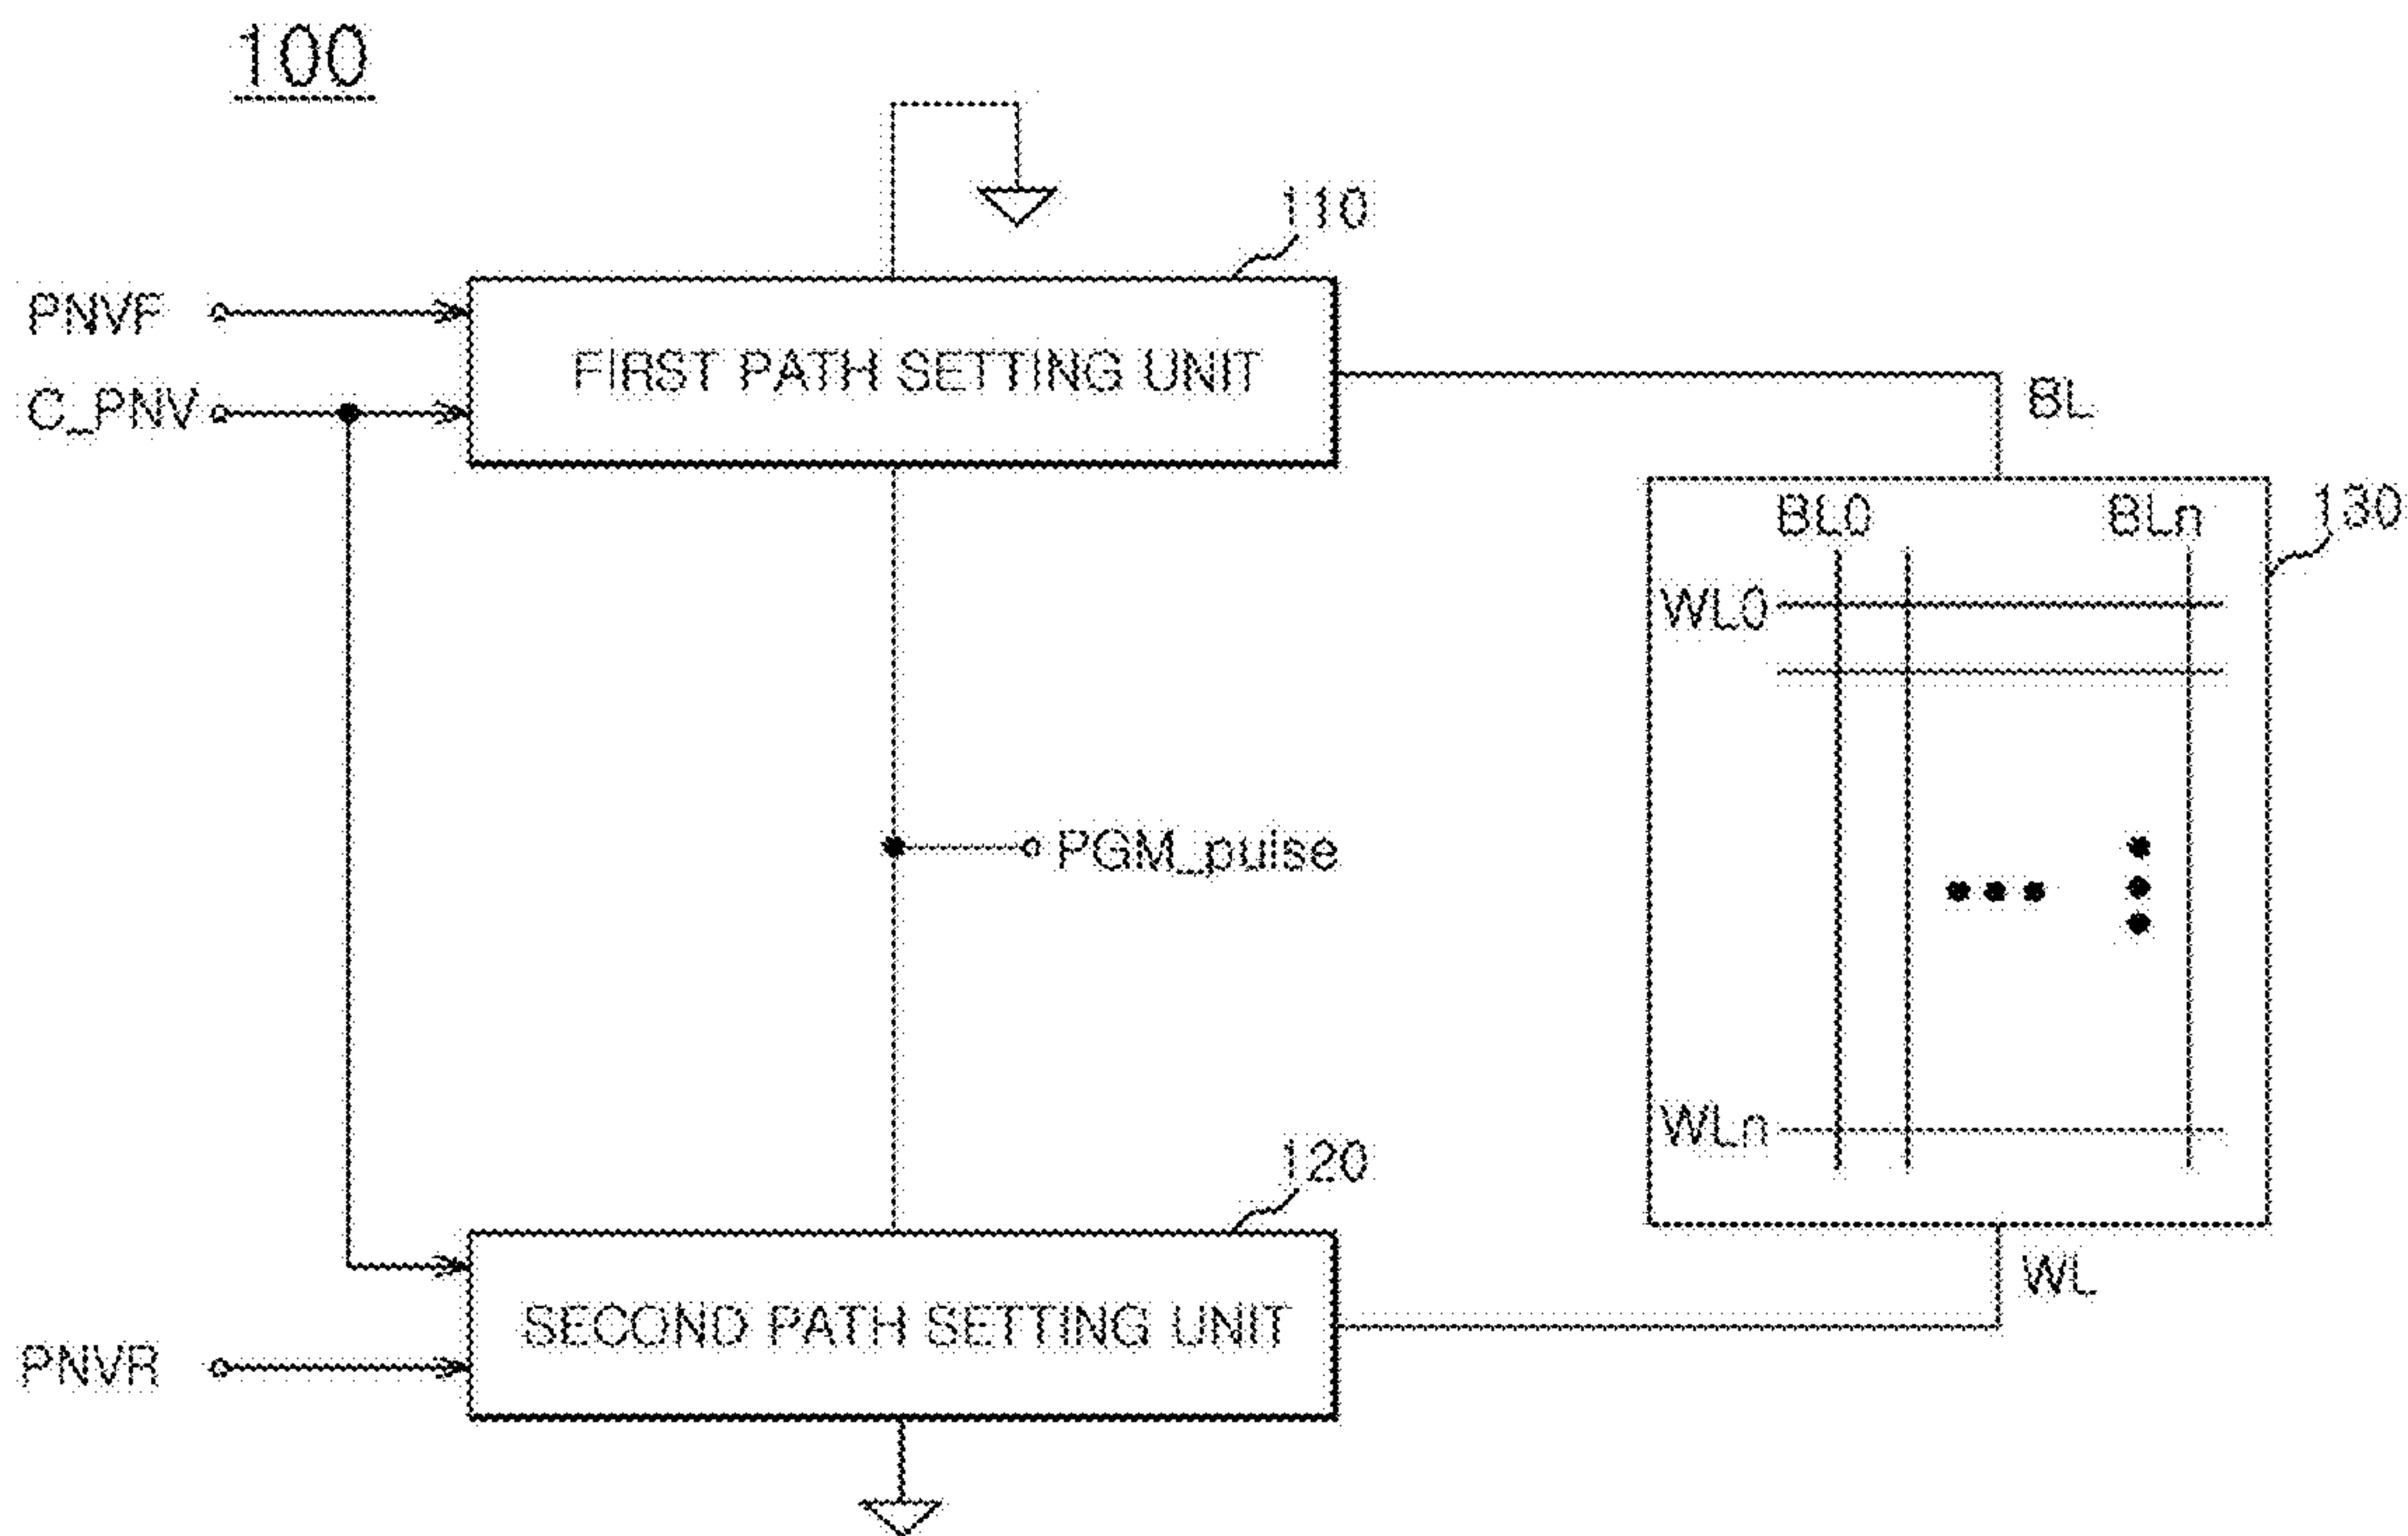 100
110
PNVF
FIRST PATH SETTING UNIT
C_PNV
BL
BL0 BLn
130
WL0
PGM_pulse
WLn
120
WL
SECOND PATH SETTING UNIT
PNVR